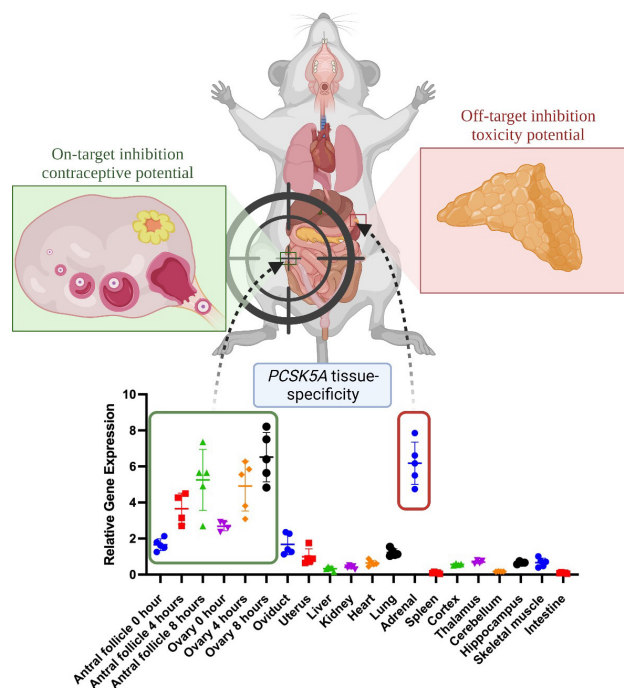 On-target inhibition
contraceptive potential
Off-target inhibition
toxicity potential
PCSK5A tissue-
specificity
Relative Gene Expression
10
8
6
4
2
0
Antral follicle 0 hour
Antral follicle 4 hours
Antral follicle 8 hours
Ovary 0 hour
Ovary 4 hours
Ovary 8 hours
Oviduct
Uterus
Liver
Kidney
Heart
Lung
Adrenal
Spleen
Cortex
Thalamus
Cerebellum
Hippocampus
Skeletal muscle
Intestine